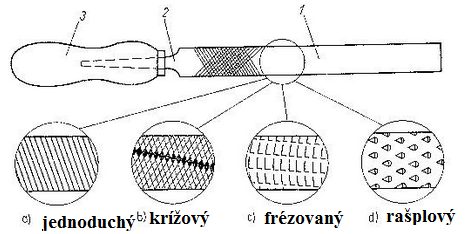 3 2 1
a) jednoduchý b) krížový c) frézovaný d) rašplový